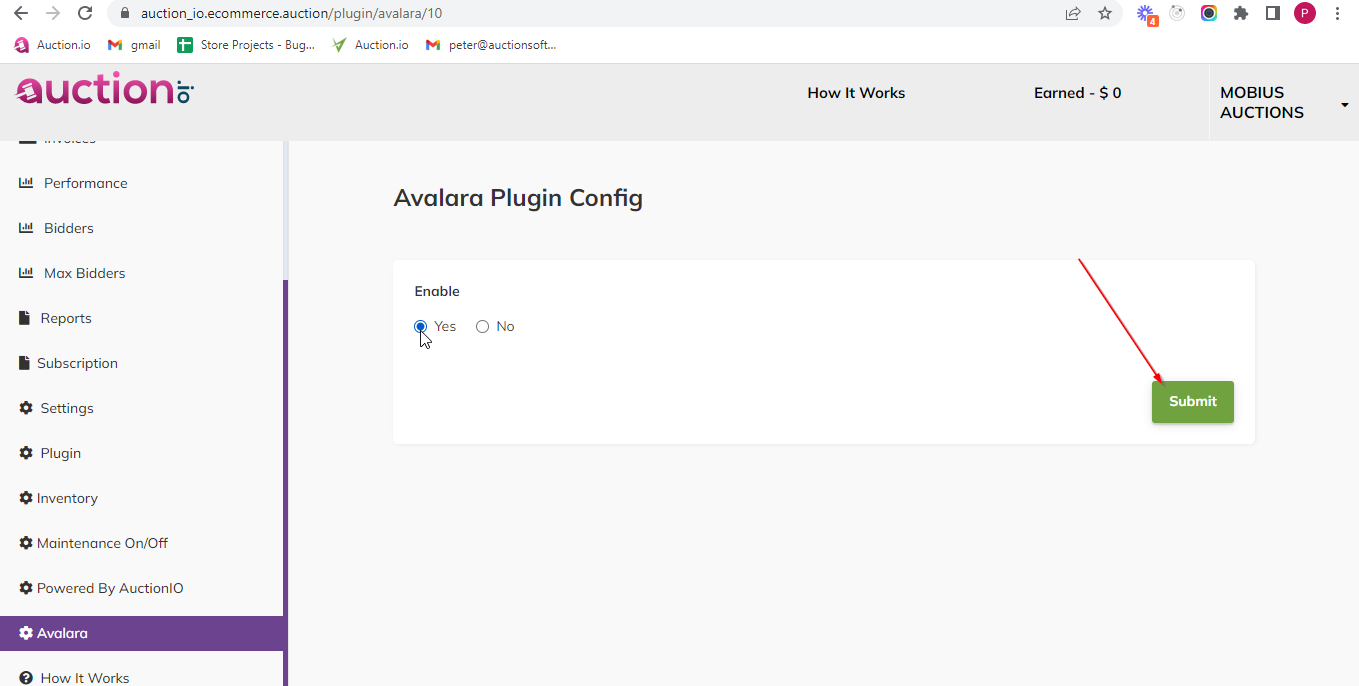 auction_io.ecommerce.auction/plugin/avalara/10
4
P
Auction.io
gmail
Store Projects - Bug...
Auction.io
peter@auctionsoft...
auction io
How It Works
Earned - $ 0
MOBIUS
AUCTIONS
Invoices
Performance
Bidders
Max Bidders
Reports
Subscription
Settings
Plugin
Inventory
Maintenance On/Off
Powered By AuctionIO
Avalara
How It Works
Avalara Plugin Config
Enable
Yes No
Submit